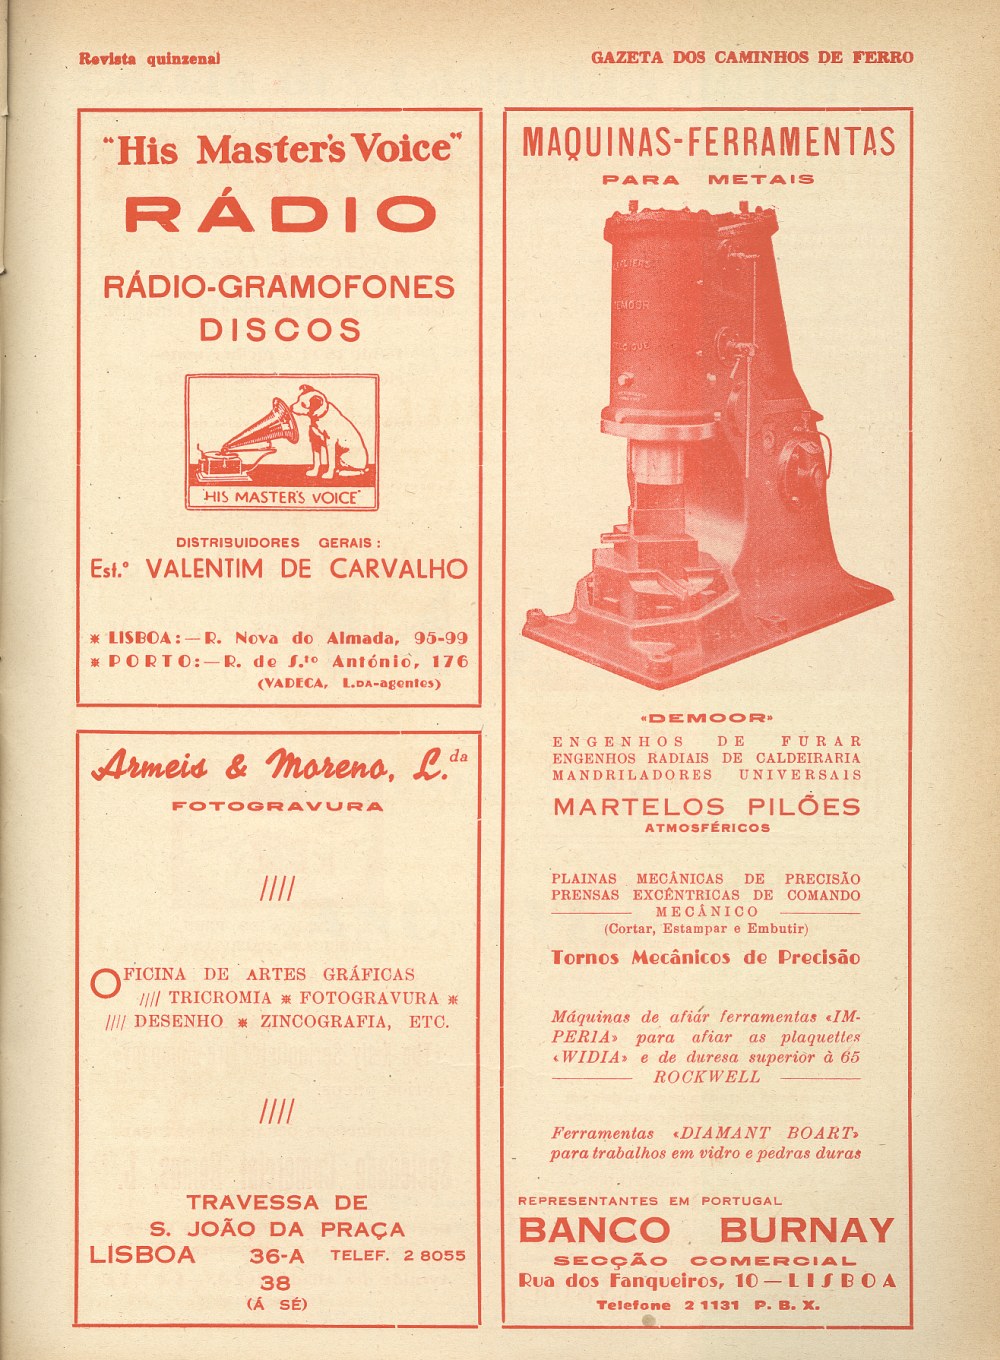 Revista quinzenal
GAZETA DOS CAMINHOS DE FERRO
"His Master's Voice"
RÁDIO
RÁDIO-GRAMOFONES
DISCOS
"HIS MASTER'S VOICE"
DISTRIBUIDORES GERAIS:
Est.º VALENTIM DE CARVALHO
* LISBOA:—R. Nova do Almada, 95-99
* PORTO:—R. de S.to António, 176
(VADECA, L.DA-agentes)
Armeis & Moreno, L.da
FOTOGRAVURA
////
OFICINA DE ARTES GRÁFICAS
//// TRICROMIA * FOTOGRAVURA *
//// DESENHO * ZINCOGRAFIA, ETC.
////
TRAVESSA DE
S. JOÃO DA PRAÇA
LISBOA 36-A TELEF. 2 8055
38
(Á SÉ)
MAQUINAS-FERRAMENTAS
PARA METAIS
DEMOOR
«DEMOOR»
ENGENHOS DE FURAR
ENGENHOS RADIAIS DE CALDEIRARIA
MANDRILADORES UNIVERSAIS
MARTELOS PILÕES
ATMOSFÉRICOS
PLAINAS MECÂNICAS DE PRECISÃO
PRENSAS EXCÊNTRICAS DE COMANDO
MECÂNICO
(Cortar, Estampar e Embutir)
Tornos Mecânicos de Precisão
Máquinas de afiár ferramentas «IM-
PERIA» para afiar as plaquettes
«WIDIA» e de duresa superior à 65
ROCKWELL
Ferramentas «DIAMANT BOART»
para trabalhos em vidro e pedras duras
REPRESENTANTES EM PORTUGAL
BANCO BURNAY
SECÇÃO COMERCIAL
Rua dos Fanqueiros, 10—LISBOA
Telefone 2 1131 P. B. X.